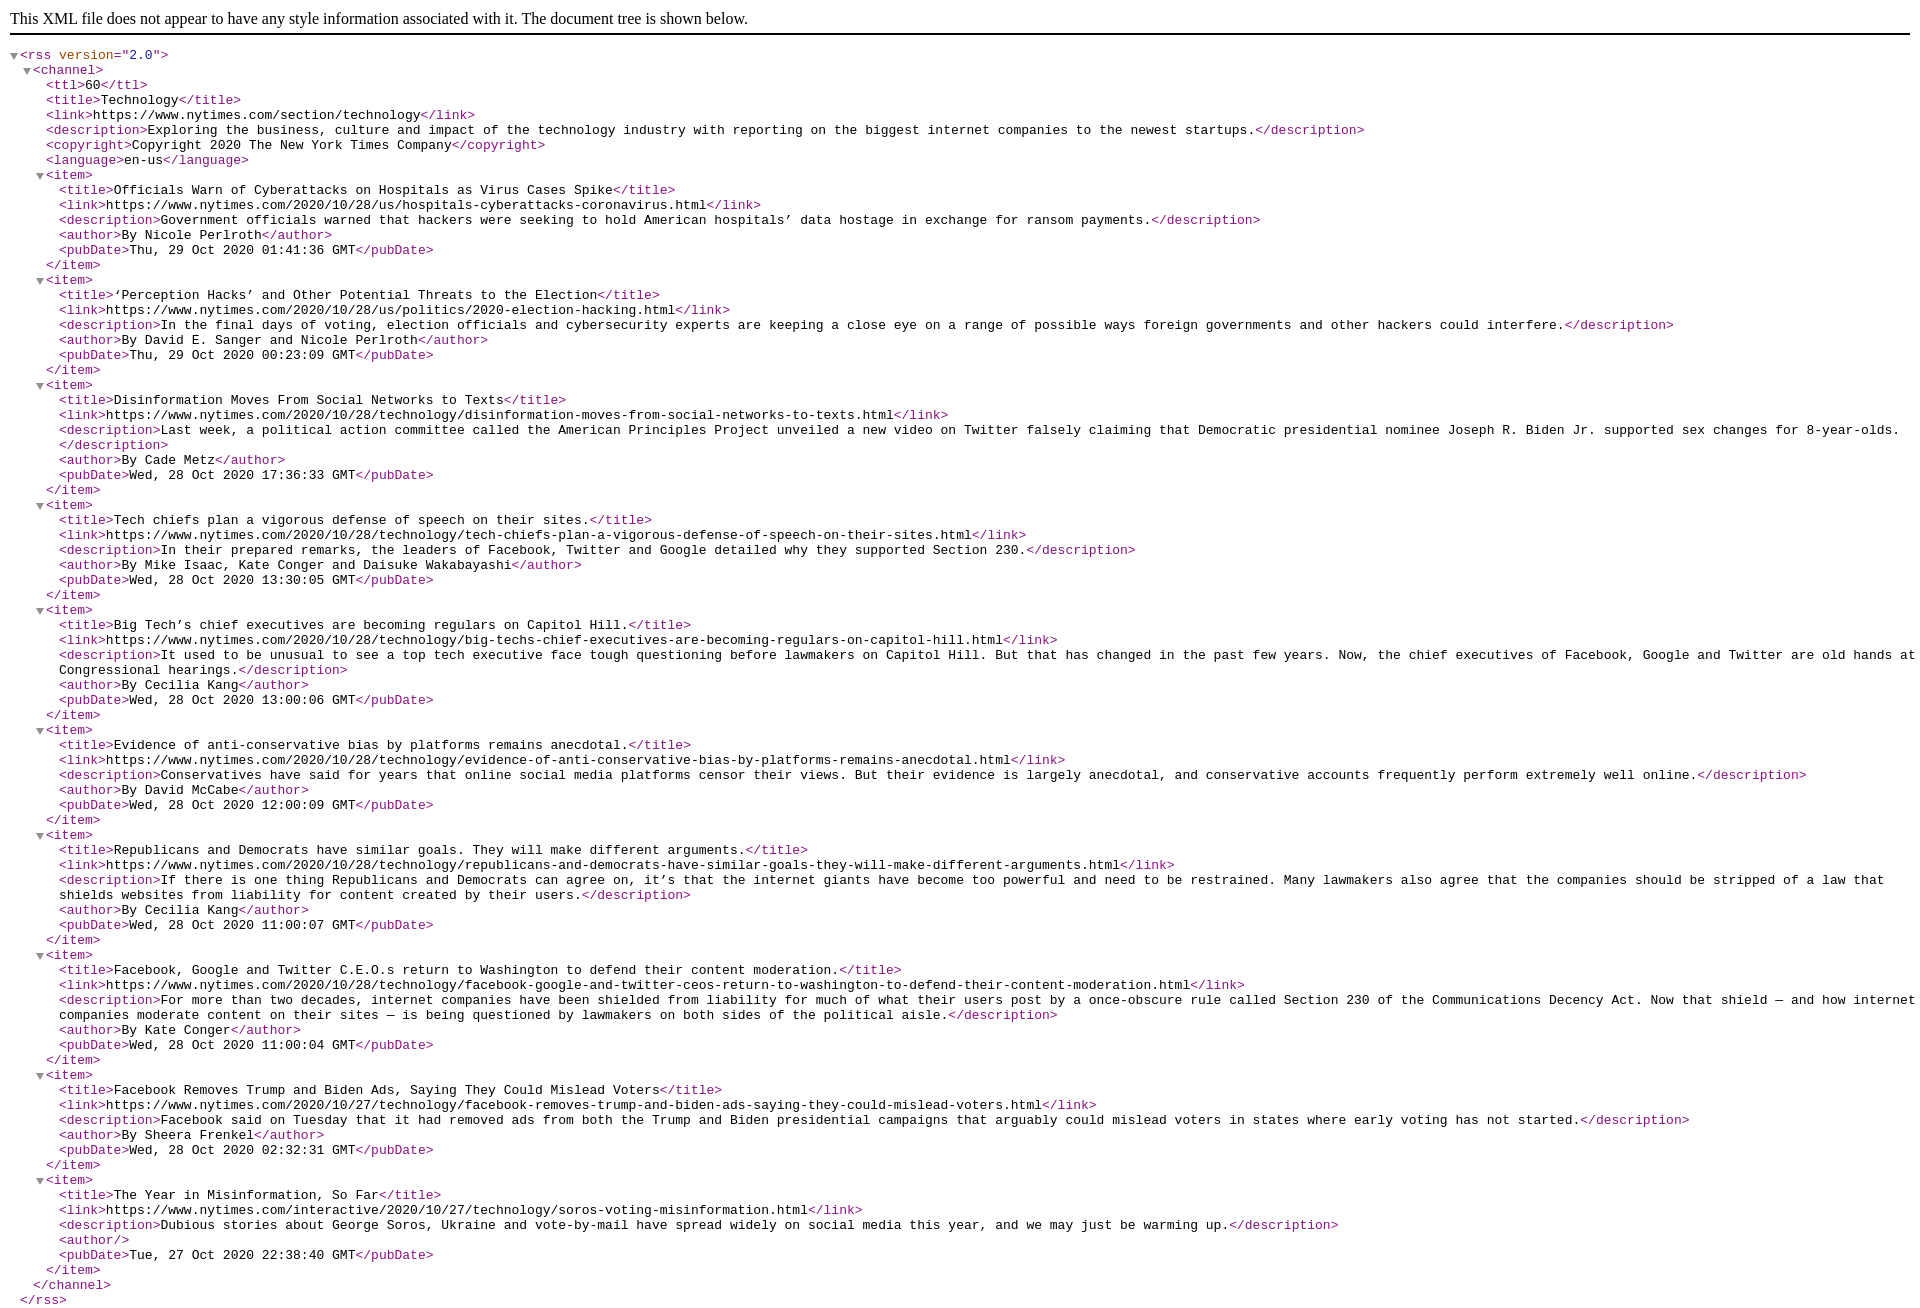 This XML file does not appear to have any style information associated with it. The document tree is shown below.
<rss version="2.0">
<channel>
<ttl>60</ttl>
<title>Technology</title>
<link>https://www.nytimes.com/section/technology</link>
<description>Exploring the business, culture and impact of the technology industry with reporting on the biggest internet companies to the newest startups.</description>
<copyright>Copyright 2020 The New York Times Company</copyright>
<language>en-us</language>
<item>
<title>Officials Warn of Cyberattacks on Hospitals as Virus Cases Spike</title>
<link>https://www.nytimes.com/2020/10/28/us/hospitals-cyberattacks-coronavirus.html</link>
<description>Government officials warned that hackers were seeking to hold American hospitals’ data hostage in exchange for ransom payments.</description>
<author>By Nicole Perlroth</author>
<pubDate>Thu, 29 Oct 2020 01:41:36 GMT</pubDate>
</item>
<item>
<title>‘Perception Hacks’ and Other Potential Threats to the Election</title>
<link>https://www.nytimes.com/2020/10/28/us/politics/2020-election-hacking.html</link>
<description>In the final days of voting, election officials and cybersecurity experts are keeping a close eye on a range of possible ways foreign governments and other hackers could interfere.</description>
<author>By David E. Sanger and Nicole Perlroth</author>
<pubDate>Thu, 29 Oct 2020 00:23:09 GMT</pubDate>
</item>
<item>
<title>Disinformation Moves From Social Networks to Texts</title>
<link>https://www.nytimes.com/2020/10/28/technology/disinformation-moves-from-social-networks-to-texts.html</link>
<description>Last week, a political action committee called the American Principles Project unveiled a new video on Twitter falsely claiming that Democratic presidential nominee Joseph R. Biden Jr. supported sex changes for 8-year-olds.
</description>
<author>By Cade Metz</author>
<pubDate>Wed, 28 Oct 2020 17:36:33 GMT</pubDate>
</item>
<item>
<title>Tech chiefs plan a vigorous defense of speech on their sites.</title>
<link>https://www.nytimes.com/2020/10/28/technology/tech-chiefs-plan-a-vigorous-defense-of-speech-on-their-sites.html</link>
<description>In their prepared remarks, the leaders of Facebook, Twitter and Google detailed why they supported Section 230.</description>
<author>By Mike Isaac, Kate Conger and Daisuke Wakabayashi</author>
<pubDate>Wed, 28 Oct 2020 13:30:05 GMT</pubDate>
</item>
<item>
<title>Big Tech’s chief executives are becoming regulars on Capitol Hill.</title>
<link>https://www.nytimes.com/2020/10/28/technology/big-techs-chief-executives-are-becoming-regulars-on-capitol-hill.html</link>
<description>It used to be unusual to see a top tech executive face tough questioning before lawmakers on Capitol Hill. But that has changed in the past few years. Now, the chief executives of Facebook, Google and Twitter are old hands at
Congressional hearings.</description>
<author>By Cecilia Kang</author>
<pubDate>Wed, 28 Oct 2020 13:00:06 GMT</pubDate>
</item>
<item>
<title>Evidence of anti-conservative bias by platforms remains anecdotal.</title>
<link>https://www.nytimes.com/2020/10/28/technology/evidence-of-anti-conservative-bias-by-platforms-remains-anecdotal.html</link>
<description>Conservatives have said for years that online social media platforms censor their views. But their evidence is largely anecdotal, and conservative accounts frequently perform extremely well online.</description>
<author>By David McCabe</author>
<pubDate>Wed, 28 Oct 2020 12:00:09 GMT</pubDate>
</item>
<item>
<title>Republicans and Democrats have similar goals. They will make different arguments.</title>
<link>https://www.nytimes.com/2020/10/28/technology/republicans-and-democrats-have-similar-goals-they-will-make-different-arguments.html</link>
<description>If there is one thing Republicans and Democrats can agree on, it’s that the internet giants have become too powerful and need to be restrained. Many lawmakers also agree that the companies should be stripped of a law that
shields websites from liability for content created by their users.</description>
<author>By Cecilia Kang</author>
<pubDate>Wed, 28 Oct 2020 11:00:07 GMT</pubDate>
</item>
<item>
<title>Facebook, Google and Twitter C.E.O.s return to Washington to defend their content moderation.</title>
<link>https://www.nytimes.com/2020/10/28/technology/facebook-google-and-twitter-ceos-return-to-washington-to-defend-their-content-moderation.html</link>
<description>For more than two decades, internet companies have been shielded from liability for much of what their users post by a once-obscure rule called Section 230 of the Communications Decency Act. Now that shield — and how internet
companies moderate content on their sites — is being questioned by lawmakers on both sides of the political aisle.</description>
<author>By Kate Conger</author>
<pubDate>Wed, 28 Oct 2020 11:00:04 GMT</pubDate>
</item>
<item>
<title>Facebook Removes Trump and Biden Ads, Saying They Could Mislead Voters</title>
<link>https://www.nytimes.com/2020/10/27/technology/facebook-removes-trump-and-biden-ads-saying-they-could-mislead-voters.html</link>
<description>Facebook said on Tuesday that it had removed ads from both the Trump and Biden presidential campaigns that arguably could mislead voters in states where early voting has not started.</description>
<author>By Sheera Frenkel</author>
<pubDate>Wed, 28 Oct 2020 02:32:31 GMT</pubDate>
</item>
<item>
<title>The Year in Misinformation, So Far</title>
<link>https://www.nytimes.com/interactive/2020/10/27/technology/soros-voting-misinformation.html</link>
<description>Dubious stories about George Soros, Ukraine and vote-by-mail have spread widely on social media this year, and we may just be warming up.</description>
<author/>
<pubDate>Tue, 27 Oct 2020 22:38:40 GMT</pubDate>
</item>
</channel>
</rss>